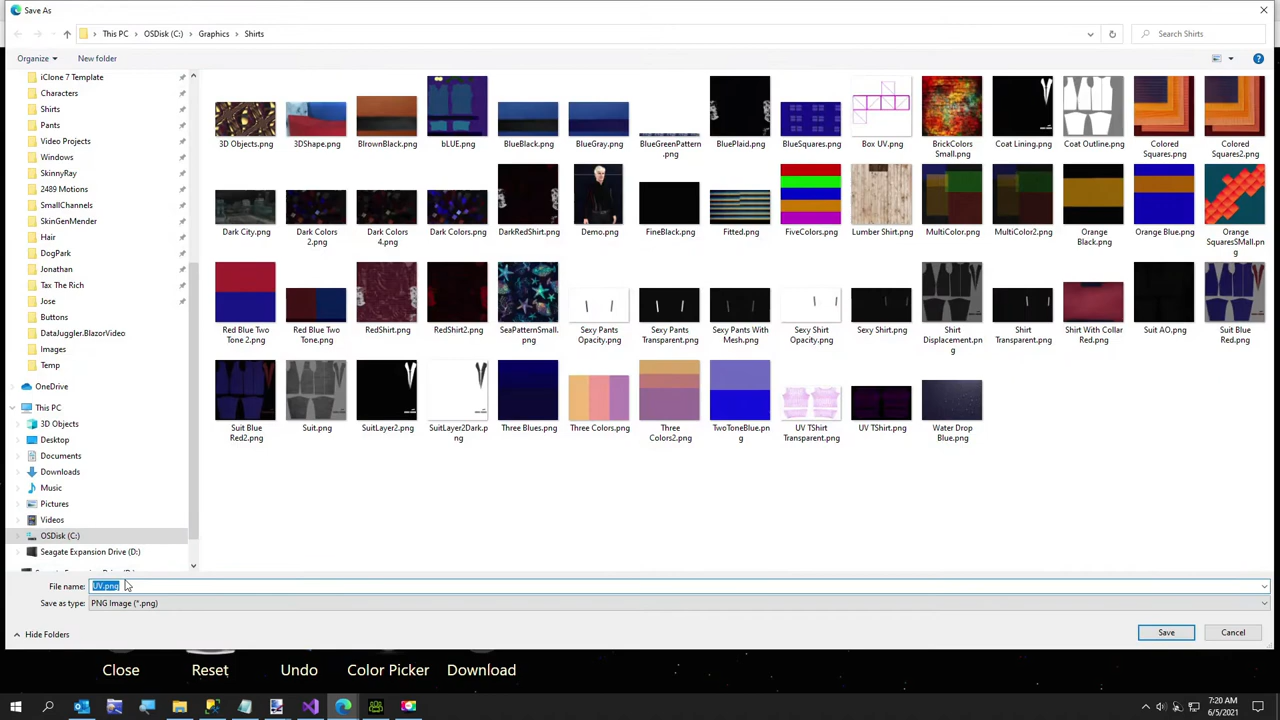 Save As
This PC > OSDisk (C:) > Graphics > Shirts
Search Shirts
Organize
New folder
iClone 7 Template
Characters
Shirts
Pants
Video Projects
Windows
SkinnyRay
2489 Motions
SmallChannels
SkinGenMender
Hair
DogPark
Jonathan
Tax The Rich
Jose
Buttons
DataJuggler.BlazorVideo
Images
Temp
OneDrive
This PC
3D Objects
Desktop
Documents
Downloads
Music
Pictures
Videos
OSDisk (C:)
Seagate Expansion Drive (D:)
3D Objects.png
3DShape.png
BlrownBlack.png
bLUE.png
BlueBlack.png
BlueGray.png
BlueGreenPattern
.png
BluePlaid.png
BlueSquares.png
Box UV.png
BrickColors
Small.png
Coat Lining.png
Coat Outline.png
Colored
Squares.png
Colored
Squares2.png
Dark City.png
Dark Colors
2.png
Dark Colors
4.png
Dark Colors.png
DarkRedShirt.png
Demo.png
FineBlack.png
Fitted.png
FiveColors.png
Lumber Shirt.png
MultiColor.png
MultiColor2.png
Orange
Black.png
Orange Blue.png
Orange
SquaresSMall.pn
g
Red Blue Two
Tone 2.png
Red Blue Two
Tone.png
RedShirt.png
RedShirt2.png
SeaPatternSmall.
png
Sexy Pants
Opacity.png
Sexy Pants
Transparent.png
Sexy Pants With
Mesh.png
Sexy Shirt
Opacity.png
Sexy Shirt.png
Shirt
Displacement.pn
g
Shirt
Transparent.png
Shirt With Collar
Red.png
Suit AO.png
Suit Blue
Red.png
Suit Blue
Red2.png
Suit.png
SuitLayer2.png
SuitLayer2Dark.p
ng
Three Blues.png
Three Colors.png
Three
Colors2.png
TwoToneBlue.pn
g
UV TShirt
Transparent.png
UV TShirt.png
Water Drop
Blue.png
File name: UV.png
Save as type: PNG Image (*.png)
Hide Folders
Save
Cancel
Close
Reset
Undo
Color Picker
Download
7:20 AM
6/5/2021